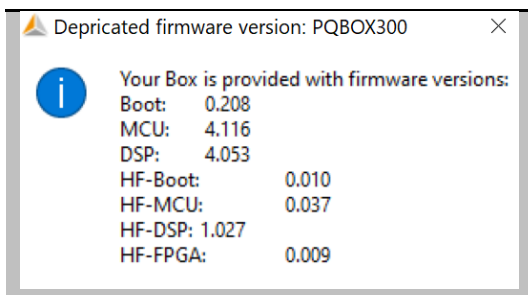 Depricated firmware version: PQBOX300
Your Box is provided with firmware versions:
Boot: 0.208
MCU: 4.116
DSP: 4.053
HF-Boot: 0.010
HF-MCU: 0.037
HF-DSP: 1.027
HF-FPGA: 0.009